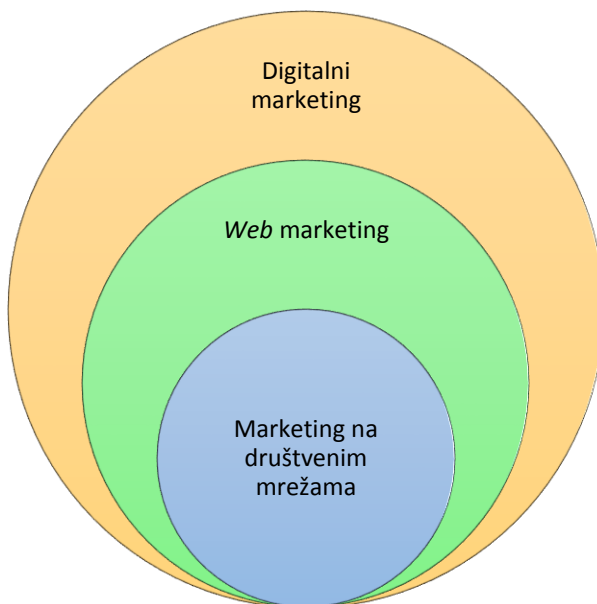 Digitalni
marketing
Web marketing
Marketing na
društvenim
mrežama